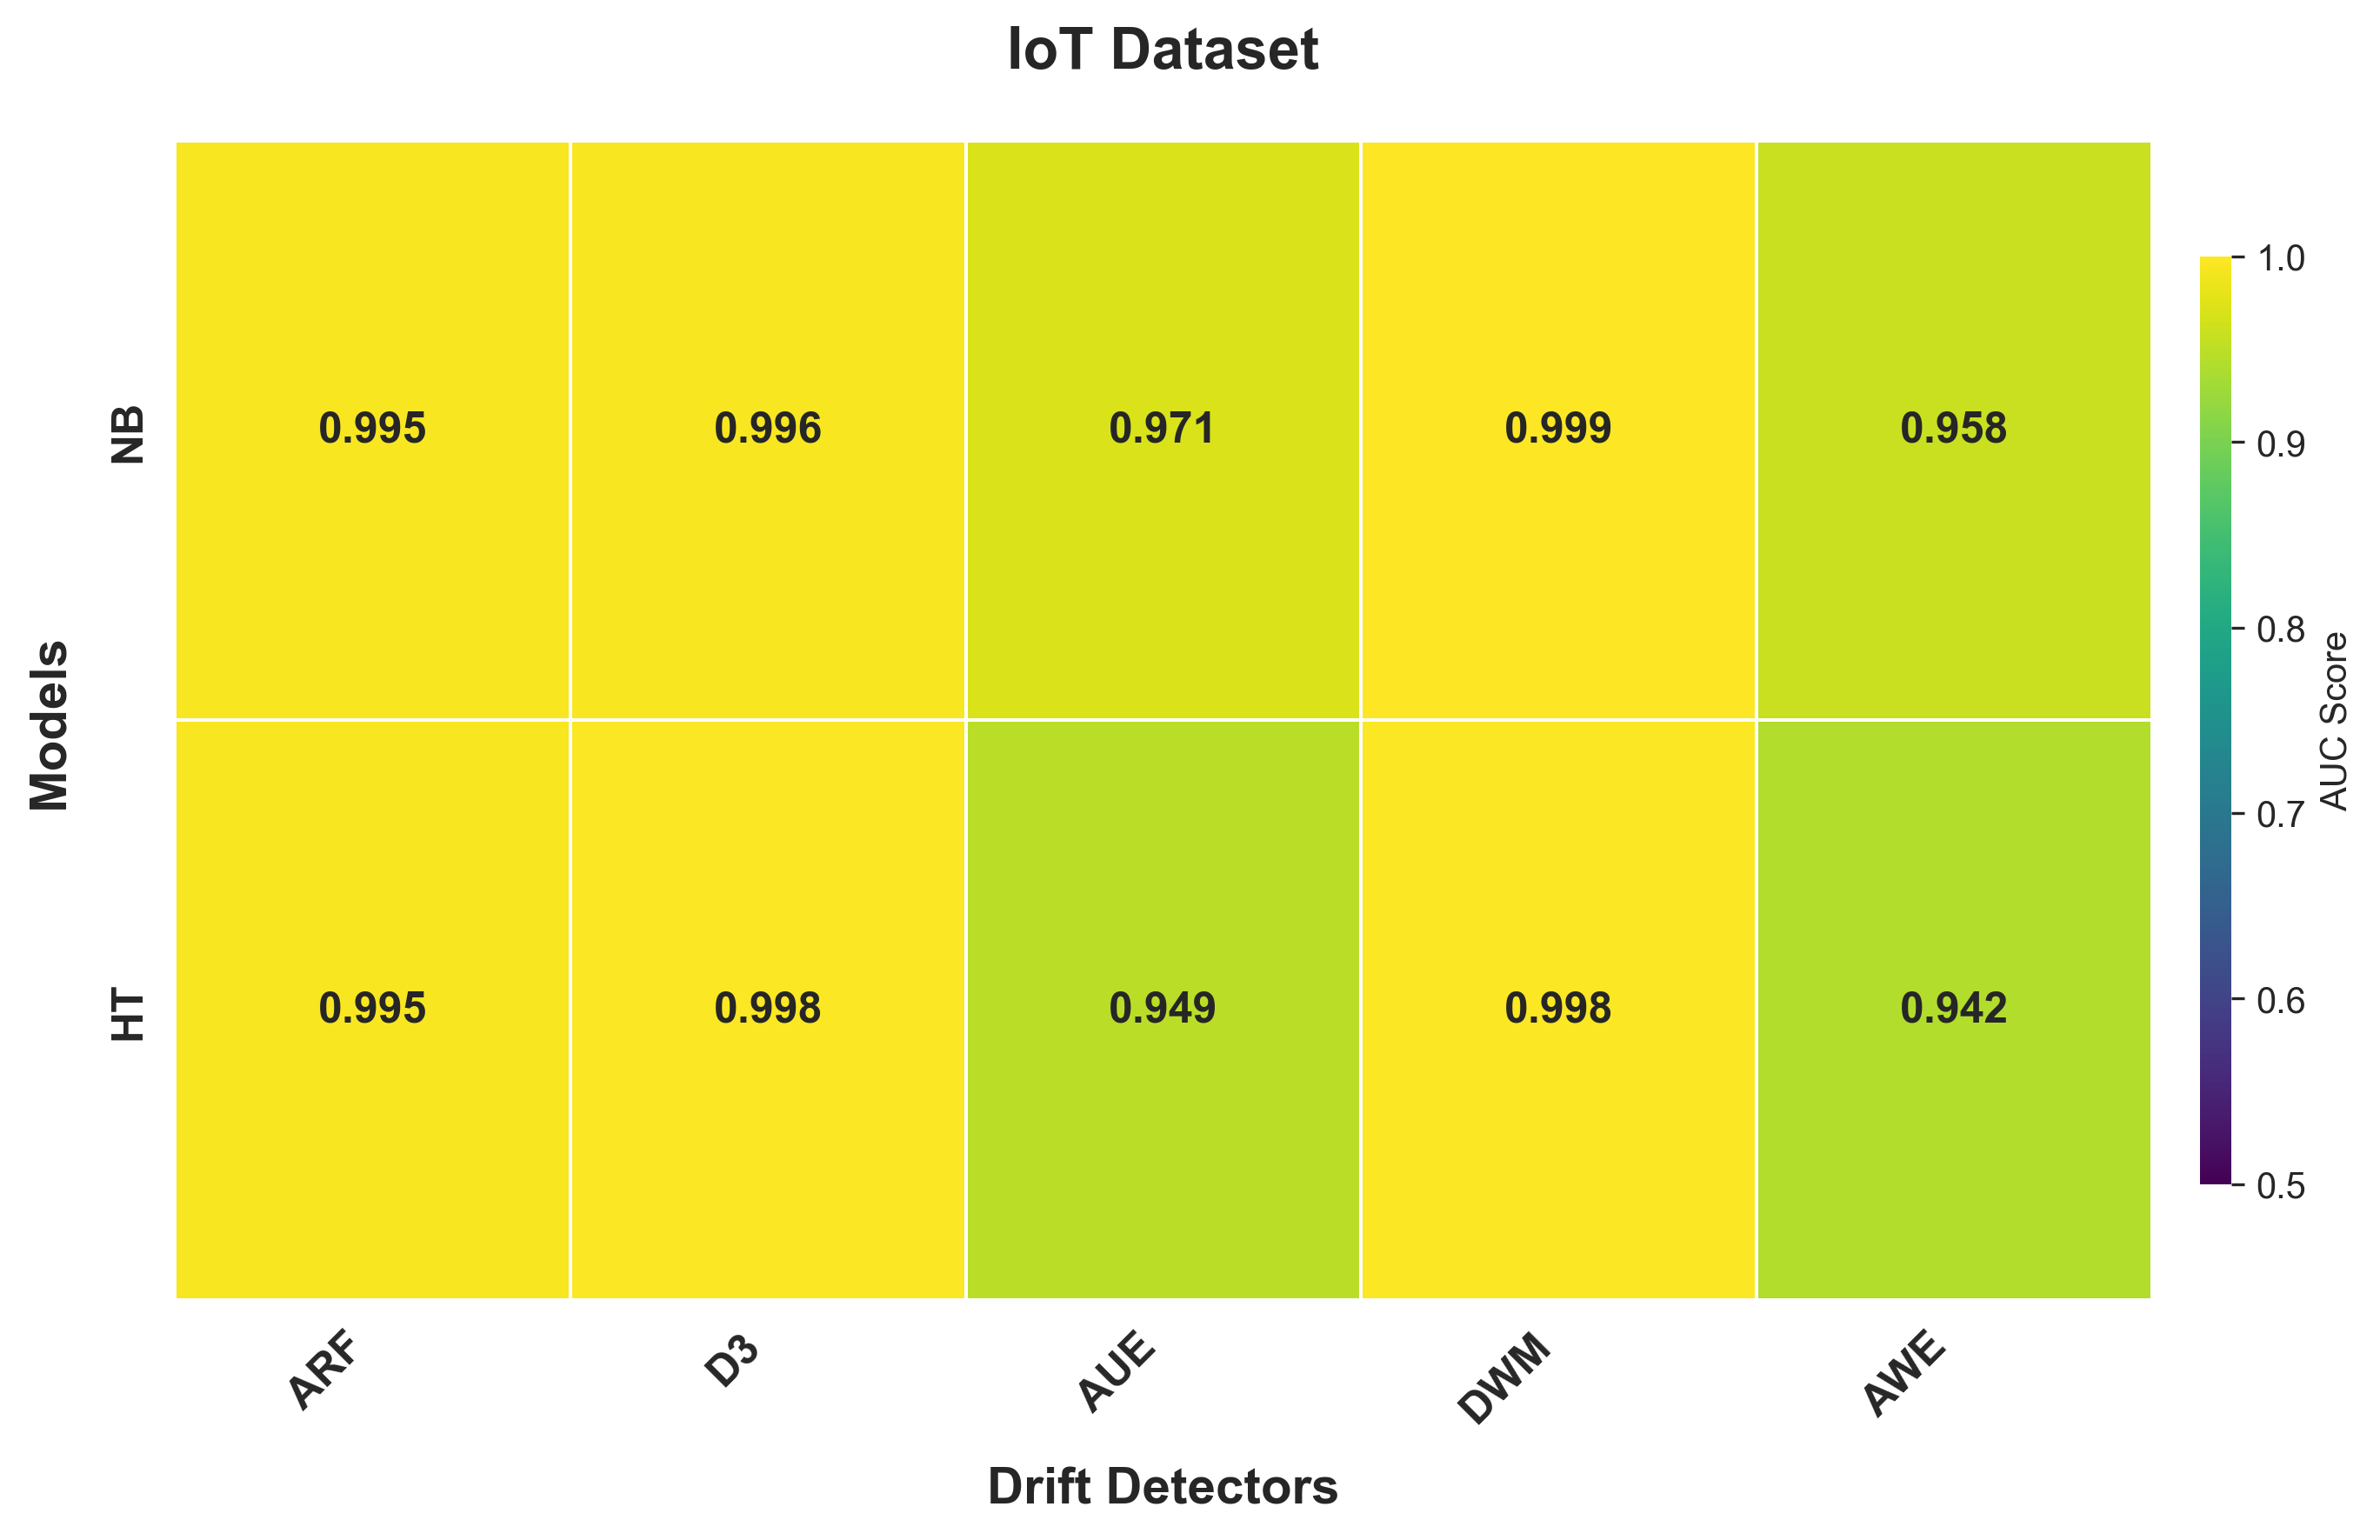 IoT Dataset
Models
NB
0.995 0.996 0.971 0.999 0.958
HT
0.995 0.998 0.949 0.998 0.942
ARF D3 AUE DWM AWE
Drift Detectors
1.0
0.9
0.8
0.7
0.6
0.5
AUC Score